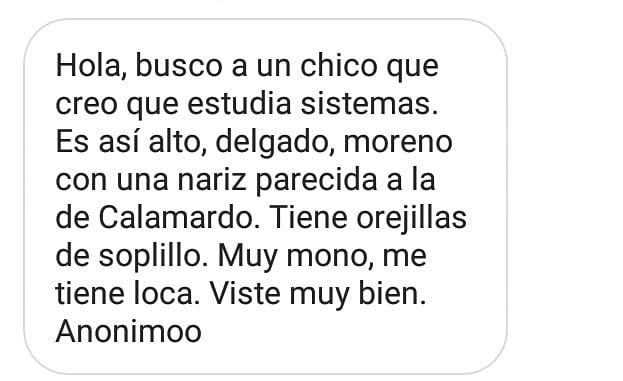 Hola, busco a un chico que
creo que estudia sistemas.
Es así alto, delgado, moreno
con una nariz parecida a la
de Calamardo. Tiene orejillas
de soplillo. Muy mono, me
tiene loca. Viste muy bien.
Anonimoo